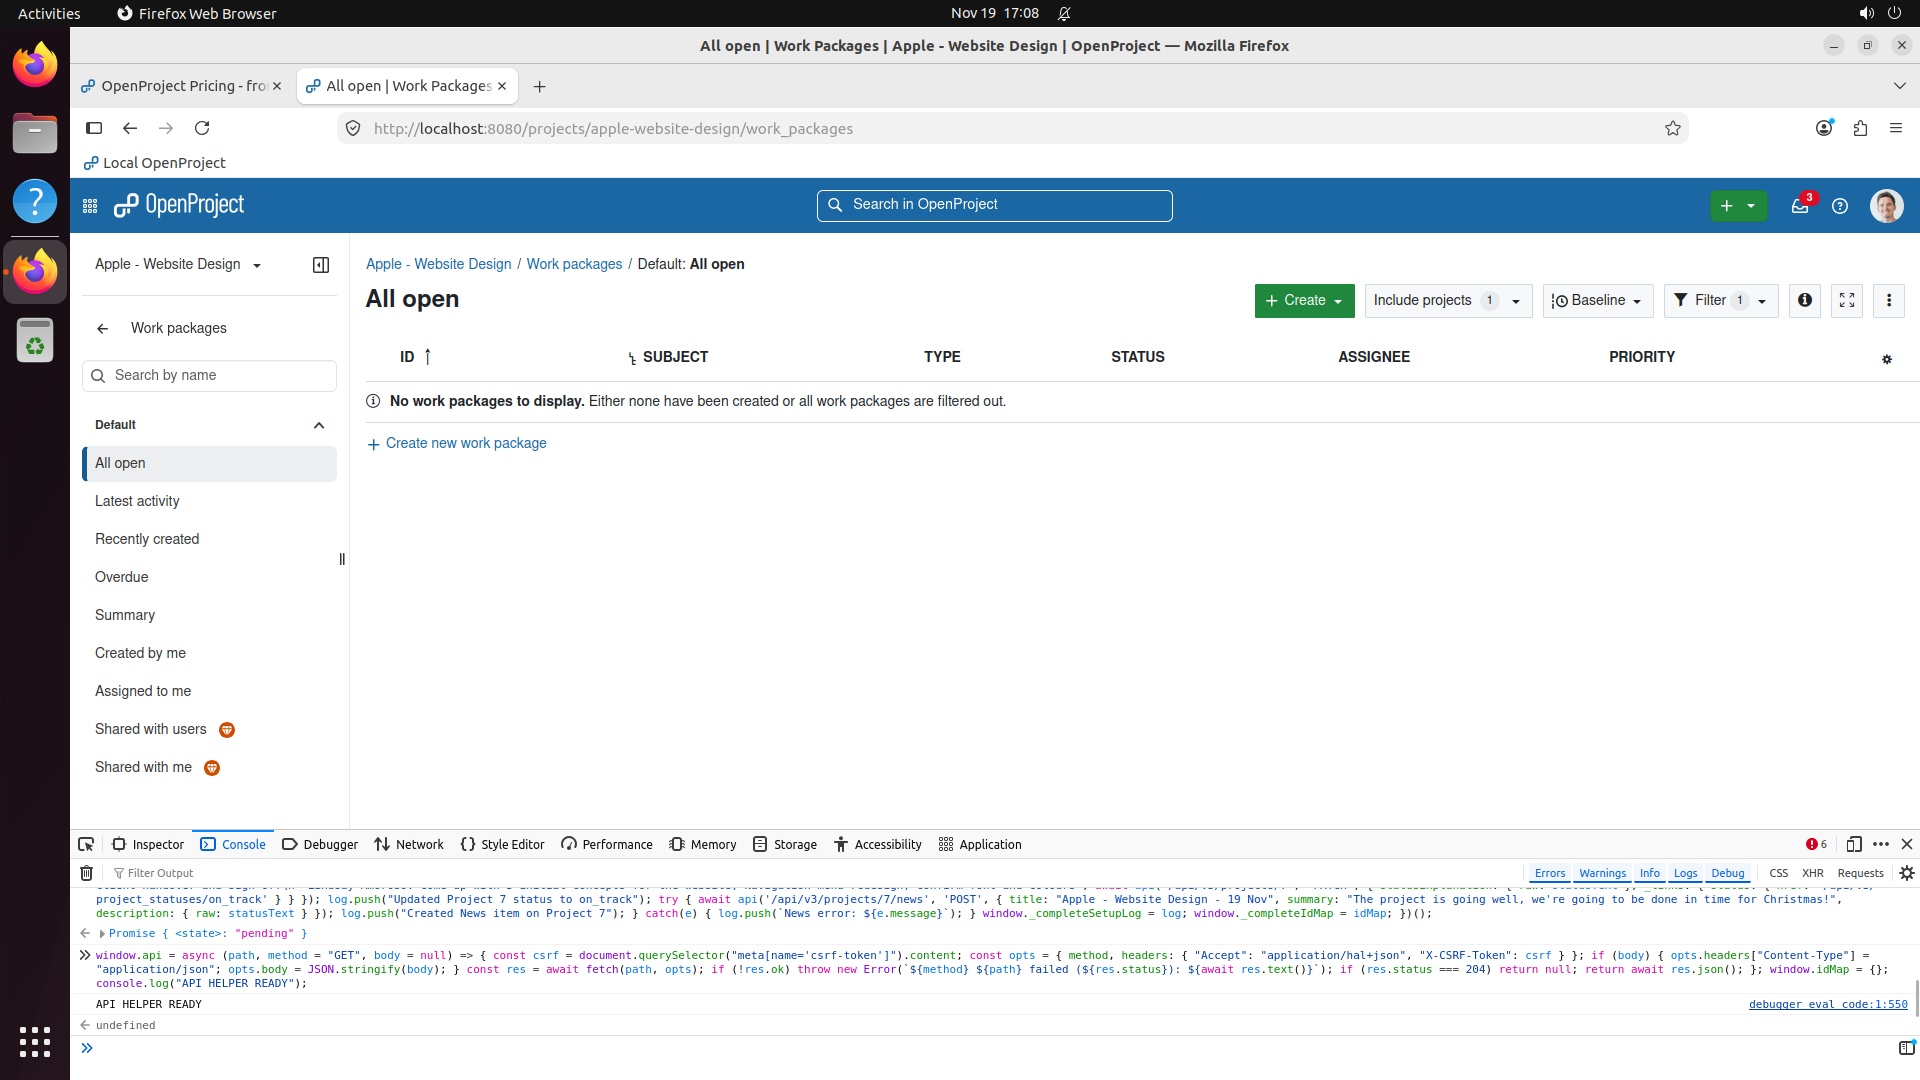 Activities
Firefox Web Browser
Nov 19 17:08
All open | Work Packages | Apple - Website Design | OpenProject — Mozilla Firefox
OpenProject Pricing - fro
All open | Work Packages
http://localhost:8080/projects/apple-website-design/work_packages
Local OpenProject
OpenProject
Search in OpenProject
3
Apple - Website Design
Apple - Website Design / Work packages / Default: All open
All open
Create
Include projects 1
Baseline
Filter 1
Work packages
Search by name
ID
SUBJECT
TYPE
STATUS
ASSIGNEE
PRIORITY
No work packages to display. Either none have been created or all work packages are filtered out.
Create new work package
Default
All open
Latest activity
Recently created
Overdue
Summary
Created by me
Assigned to me
Shared with users
Shared with me
Inspector
Console
Debugger
Network
Style Editor
Performance
Memory
Storage
Accessibility
Application
6
Filter Output
Errors
Warnings
Info
Logs
Debug
CSS
XHR
Requests
project_statuses/on_track' } } }); log.push("Updated Project 7 status to on_track"); try { await api('/api/v3/projects/7/news', 'POST', { title: "Apple - Website Design - 19 Nov", summary: "The project is going well, we're going to be done in time for Christmas!",
description: { raw: statusText } }); log.push("Created News item on Project 7"); } catch(e) { log.push(`News error: ${e.message}`); } window._completeSetupLog = log; window._completeIdMap = idMap; })();
Promise { <state>: "pending" }
window.api = async (path, method = "GET", body = null) => { const csrf = document.querySelector("meta[name='csrf-token']").content; const opts = { method, headers: { "Accept": "application/hal+json", "X-CSRF-Token": csrf } }; if (body) { opts.headers["Content-Type"] =
"application/json"; opts.body = JSON.stringify(body); } const res = await fetch(path, opts); if (!res.ok) throw new Error(`${method} ${path} failed (${res.status}): ${await res.text()}`); if (res.status === 204) return null; return await res.json(); }; window.idMap = {};
console.log("API HELPER READY");
API HELPER READY
debugger eval code:1:550
undefined